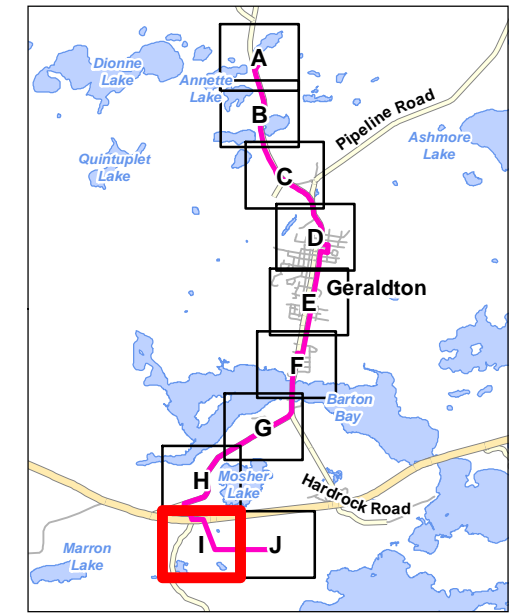 A
Dionne
Lake
Annette
Lake
B
Pipeline Road
Ashmore
Lake
Quintuplet
Lake
C
D
Geraldton
E
F
Barton
Bay
G
H
Mosher
Lake
Hardrock Road
I
J
Marron
Lake